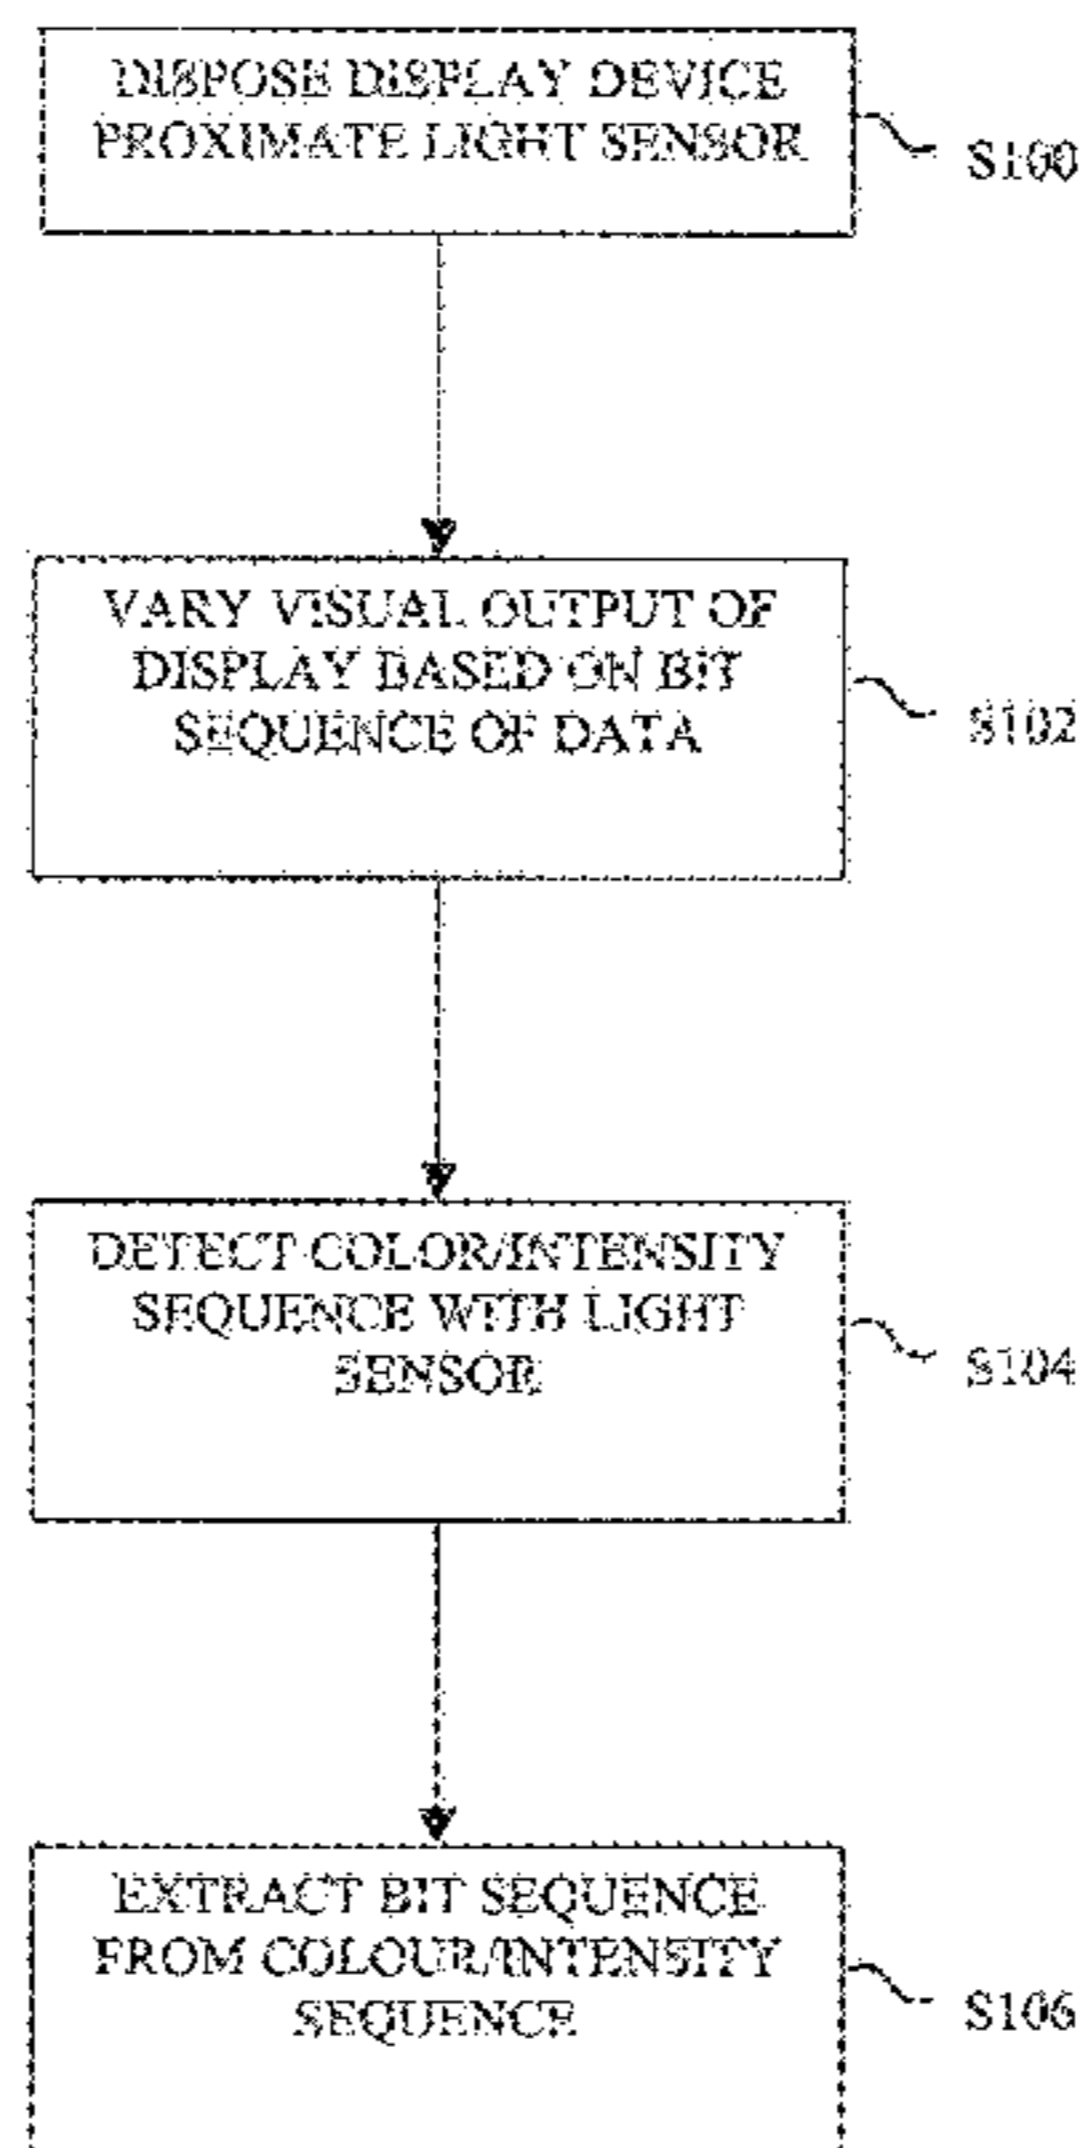 DISPOSE DISPLAY DEVICE
PROXIMATE LIGHT SENSOR
S100
VARY VISUAL OUTPUT OF
DISPLAY BASED ON BIT
SEQUENCE OF DATA
S102
DETECT COLOR/INTENSITY
SEQUENCE WITH LIGHT
SENSOR
S104
EXTRACT BIT SEQUENCE
FROM COLOUR/INTENSITY
SEQUENCE
S106